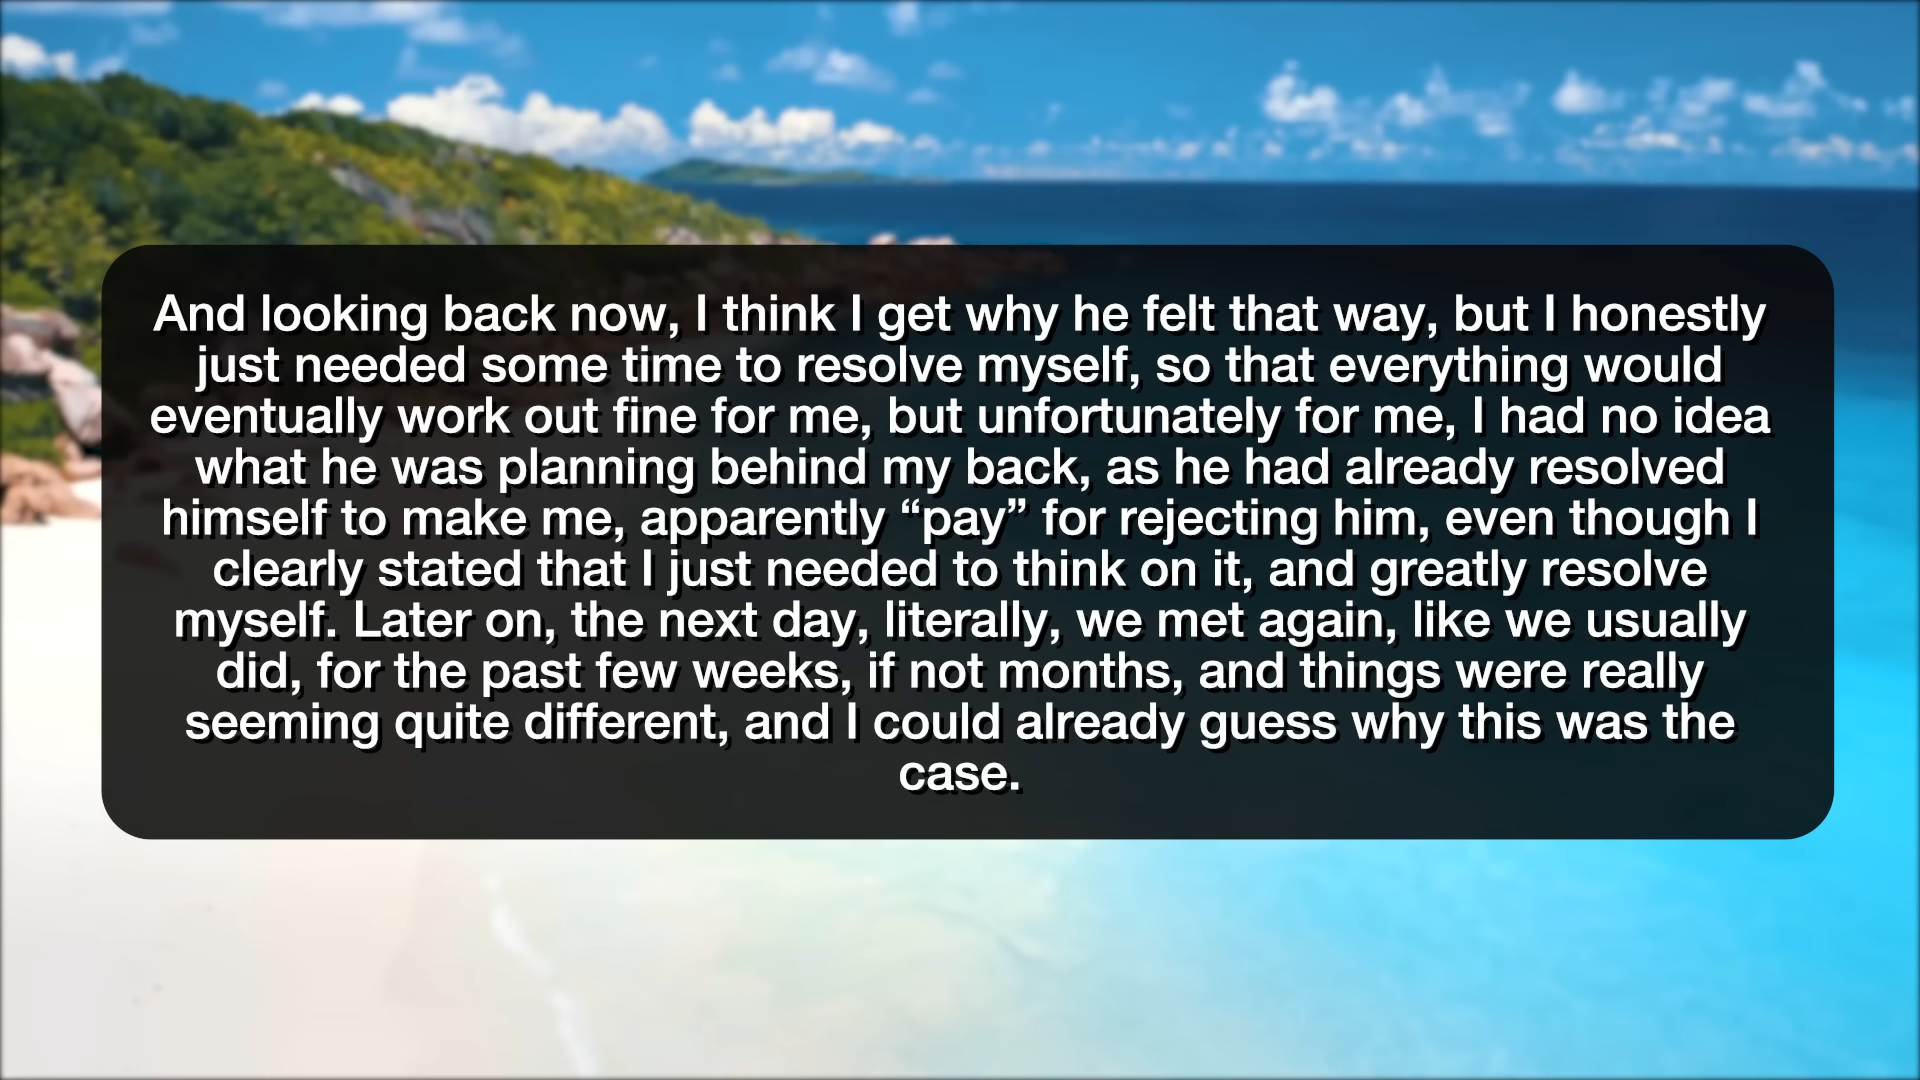 And looking back now, I think I get why he felt that way, but I honestly
just needed some time to resolve myself, so that everything would
eventually work out fine for me, but unfortunately for me, I had no idea
what he was planning behind my back, as he had already resolved
himself to make me, apparently “pay” for rejecting him, even though I
clearly stated that I just needed to think on it, and greatly resolve
myself. Later on, the next day, literally, we met again, like we usually
did, for the past few weeks, if not months, and things were really
seeming quite different, and I could already guess why this was the
case.